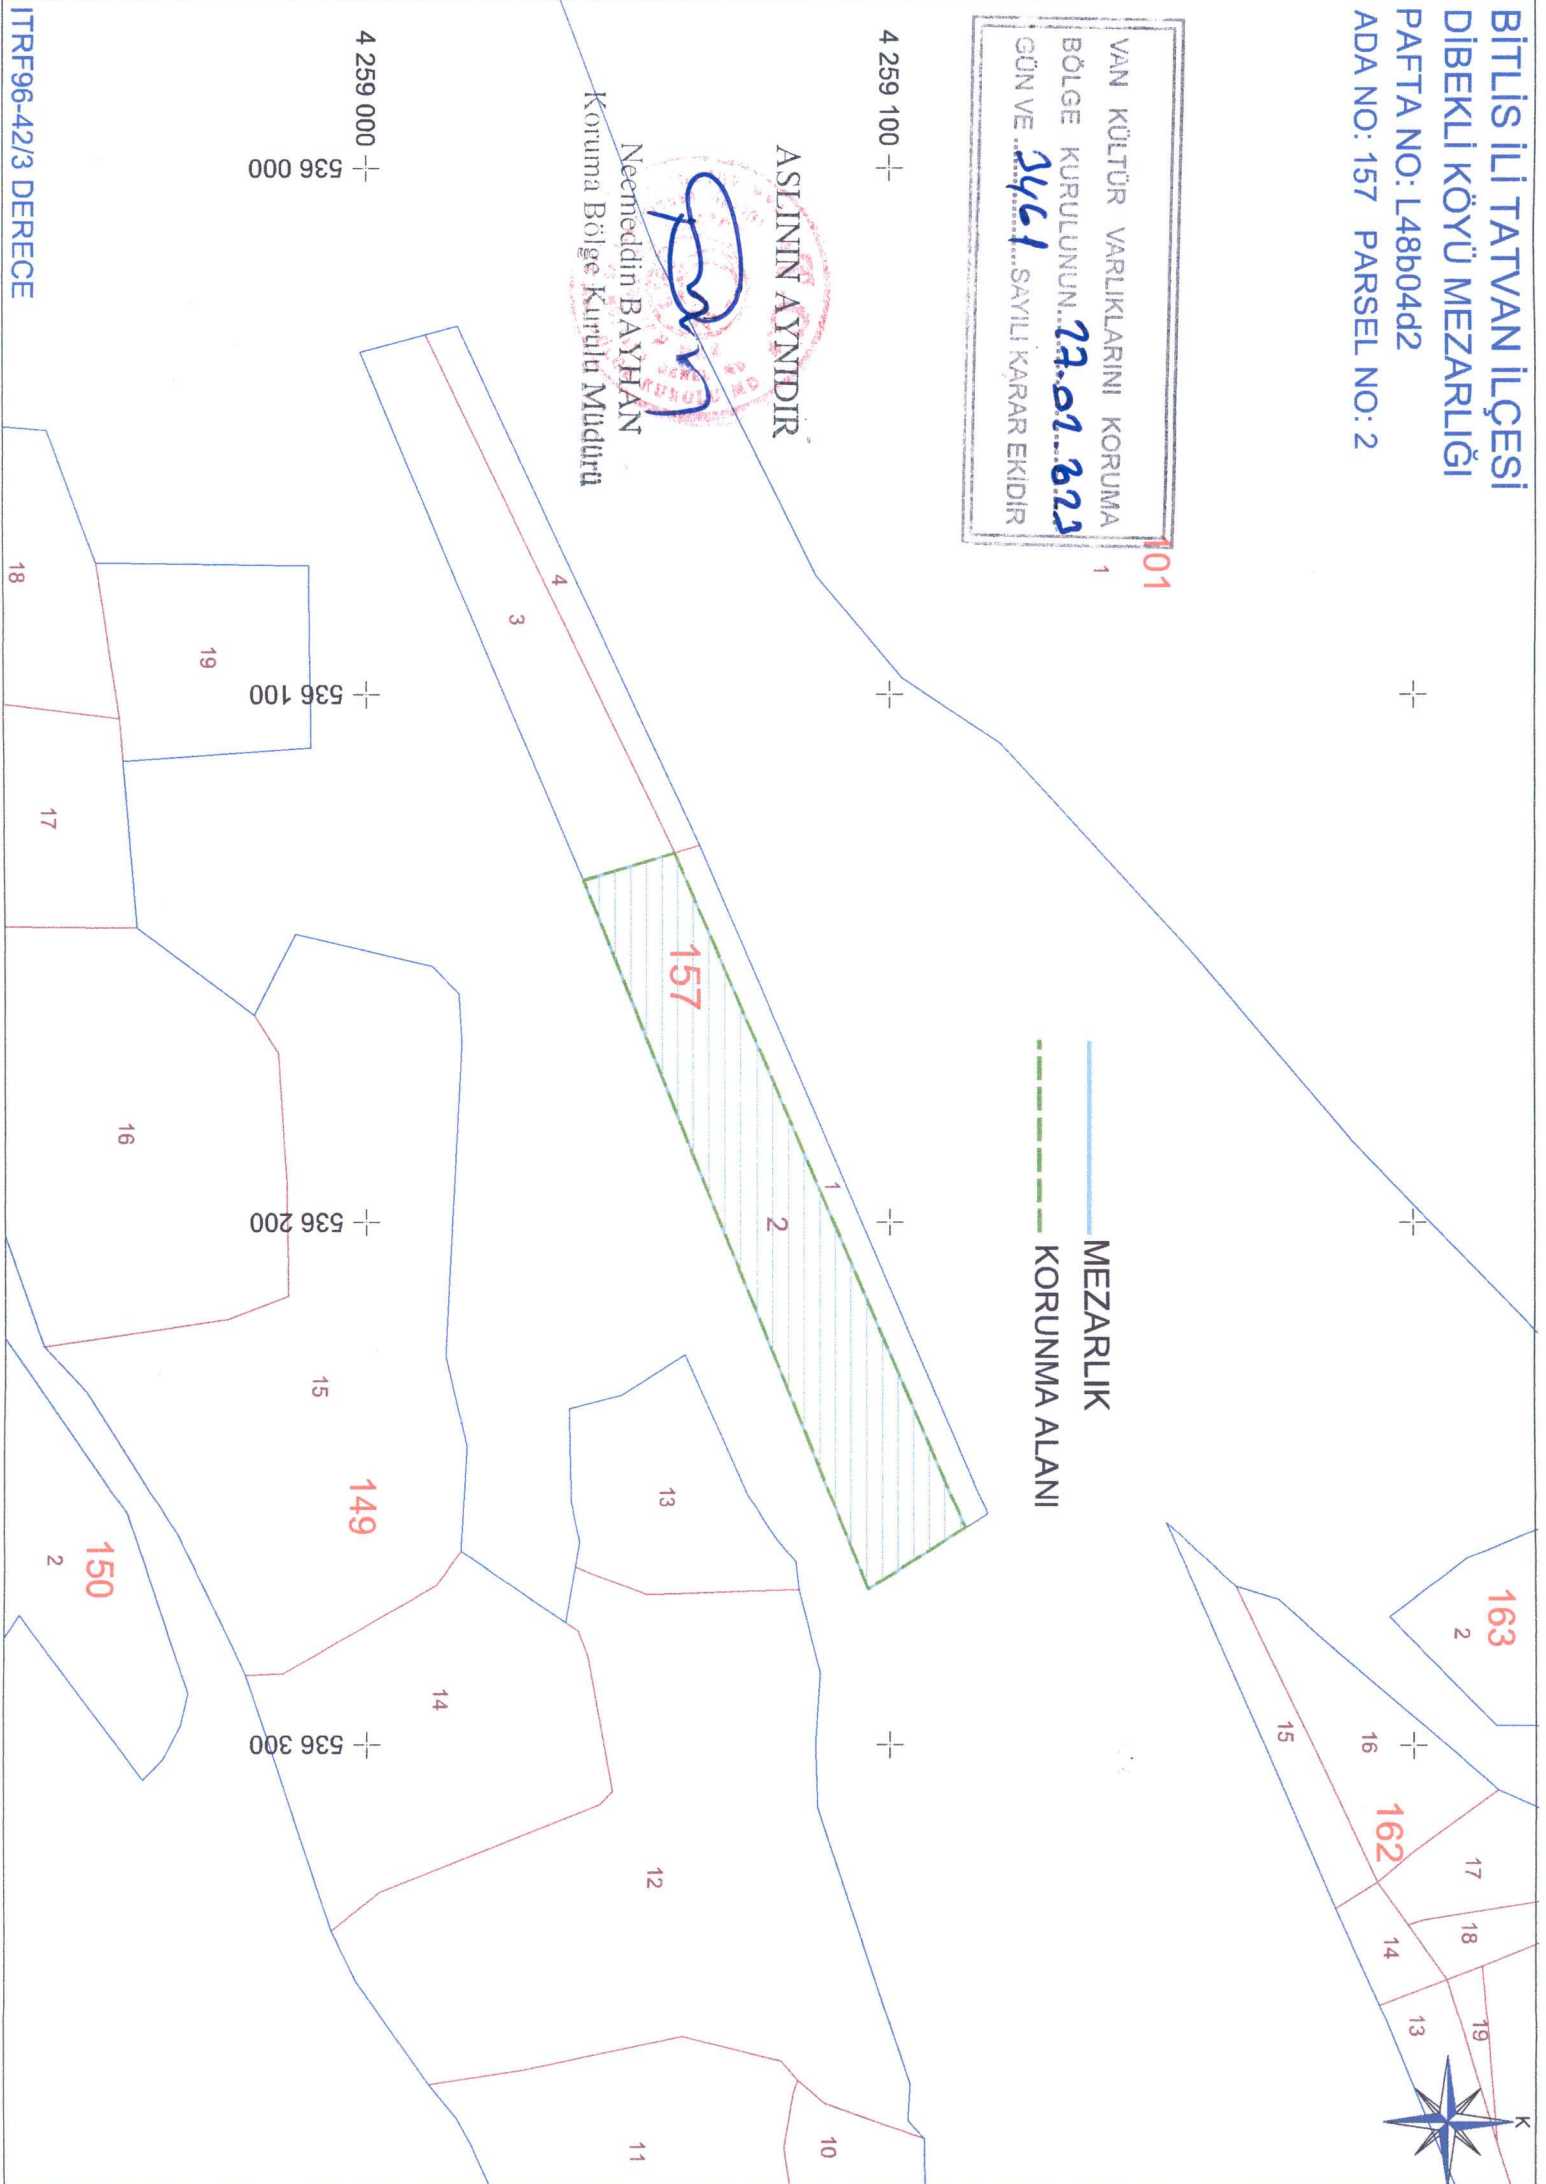 BİTLİS İLİ TATVAN İLÇESİ
DİBEKLİ KÖYÜ MEZARLIĞI
PAFTA NO: L48b04d2
ADA NO: 157 PARSEL NO: 2
VAN KÜLTÜR VARLIKLARINI KORUMA
BÖLGE KURULUNUN
GÜN VE 3461 SAYILI KARAR EKİDİR
101
1
MEZARLIK
KORUNMA ALANI
163
2
162
16
15
17
18
14
19
13
K
4 259 100
ASLININ AYNIDIR
Necmeddin BAYHAN
Koruma Bölge Kurulu Müdürü
4
3
157
1
2
13
12
10
11
4 259 000
536 000
536 100
536 200
536 300
19
18
17
16
15
149
14
150
2
ITRF96-42/3 DERECE